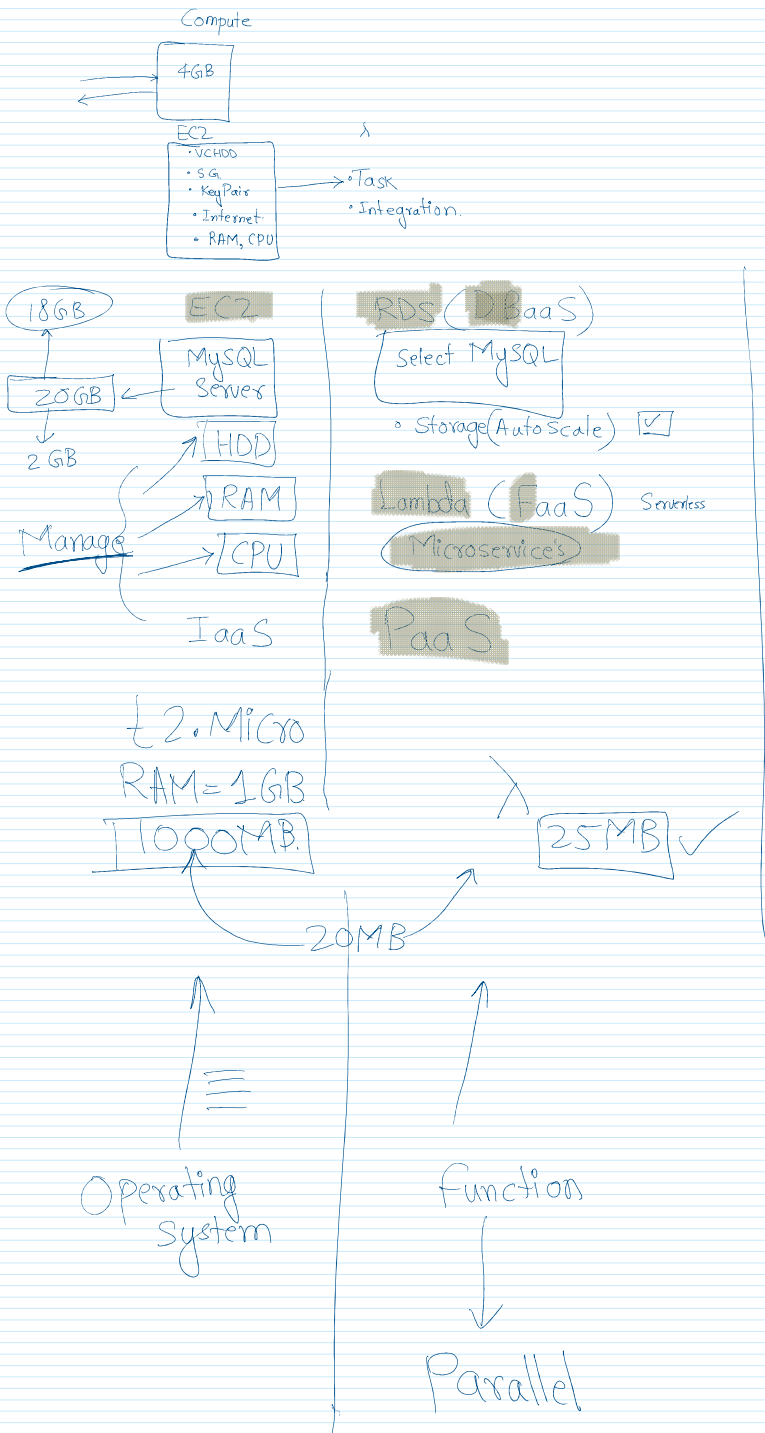 Compute
4GB
EC2
λ
• VCHDD
• SG
• KeyPair
• Internet
• RAM, CPU
• Task
• Integration.
18GB
20GB
2 GB
Manage
EC2
MySQL
Server
HDD
RAM
CPU
IaaS
RDS (DBaaS)
Select MySQL
• Storage(AutoScale) ☑
Lambda (FaaS) Serverless
Microservice's
PaaS
t2.Micro
RAM=1GB
1000MB.
λ
25MB ✓
20MB
Operating
System
function
Parallel